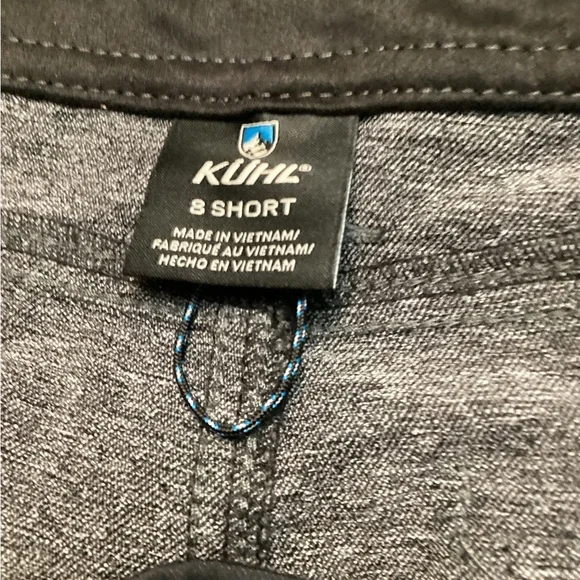 KÜHL®
8 SHORT
MADE IN VIETNAM/
FABRIQUÉ AU VIETNAM/
HECHO EN VIETNAM